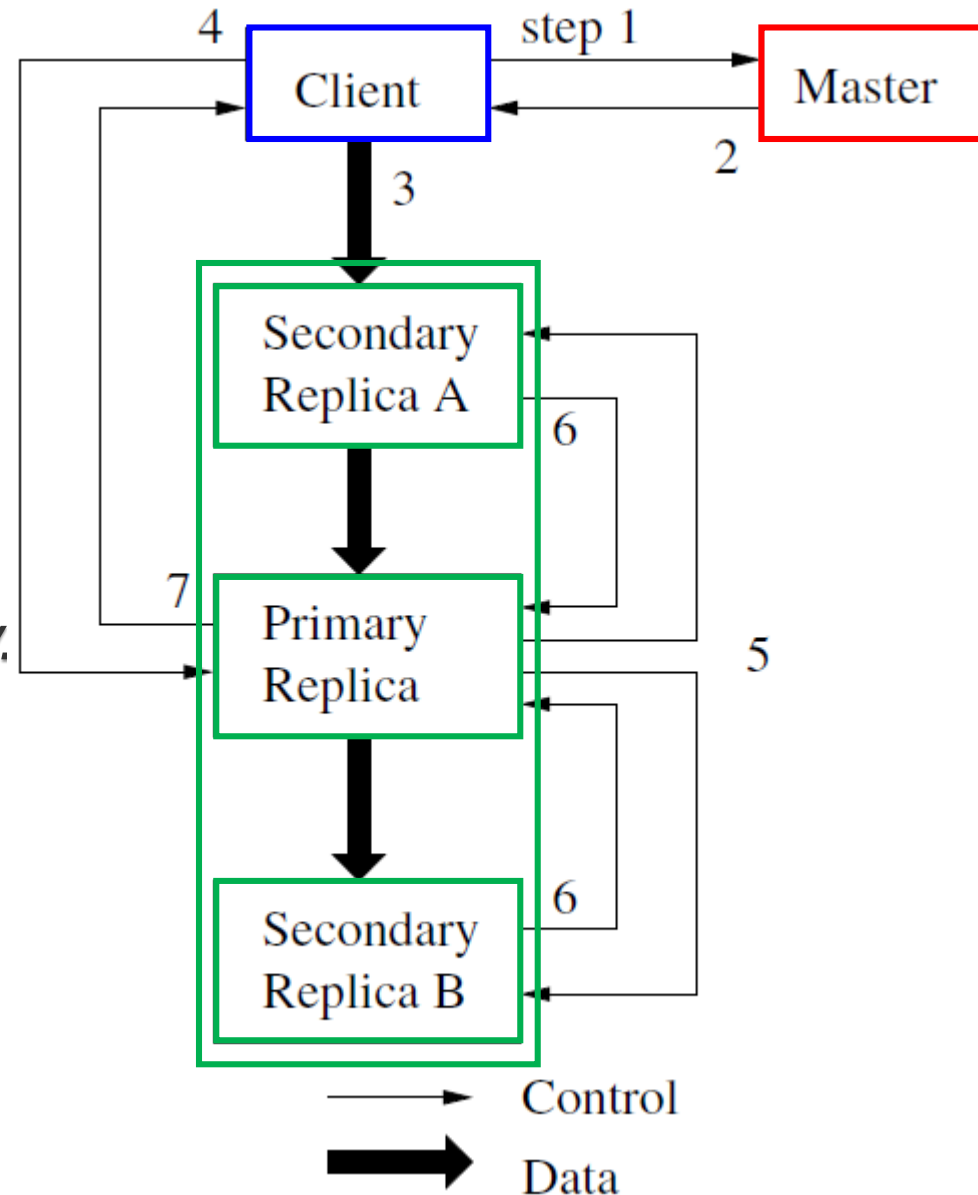 4
step 1
Client
Master
2
3
Secondary
Replica A
6
7
Primary
Replica
5
6
Secondary
Replica B
Control
Data